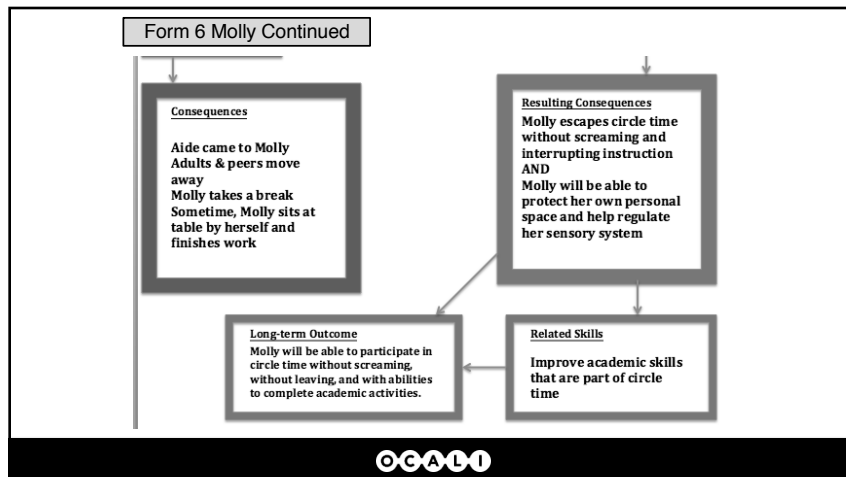 Form 6 Molly Continued
Consequences
Aide came to Molly
Adults & peers move
away
Molly takes a break
Sometime, Molly sits at
table by herself and
finishes work
Resulting Consequences
Molly escapes circle time
without screaming and
interrupting instruction
AND
Molly will be able to
protect her own personal
space and help regulate
her sensory system
Long-term Outcome
Molly will be able to participate in
circle time without screaming,
without leaving, and with abilities
to complete academic activities.
Related Skills
Improve academic skills
that are part of circle
time
OCALI